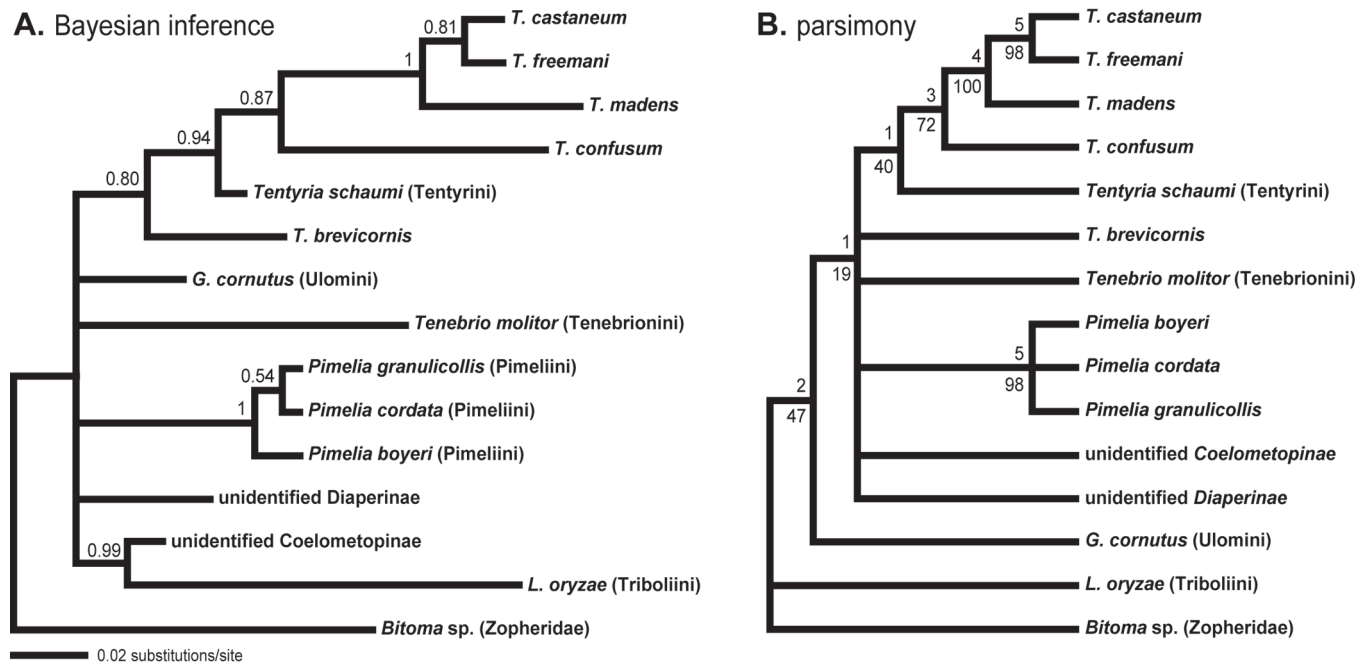 A. Bayesian inference
T. castaneum
0.81
T. freemani
1
T. madens
0.87
T. confusum
0.94
Tentyria schaumi (Tentyrini)
0.80
T. brevicornis
G. cornutus (Ulomini)
Tenebrio molitor (Tenebrionini)
Pimelia granulicollis (Pimeliini)
0.54
Pimelia cordata (Pimeliini)
1
Pimelia boyeri (Pimeliini)
unidentified Diaperinae
unidentified Coelometopinae
0.99
L. oryzae (Triboliini)
Bitoma sp. (Zopheridae)
0.02 substitutions/site
B. parsimony
T. castaneum
5
98
T. freemani
4
100
T. madens
3
72
T. confusum
1
40
Tentyria schaumi (Tentyrini)
T. brevicornis
1
19
Tenebrio molitor (Tenebrionini)
Pimelia boyeri
5
Pimelia cordata
98
Pimelia granulicollis
2
47
unidentified Coelometopinae
unidentified Diaperinae
G. cornutus (Ulomini)
L. oryzae (Triboliini)
Bitoma sp. (Zopheridae)